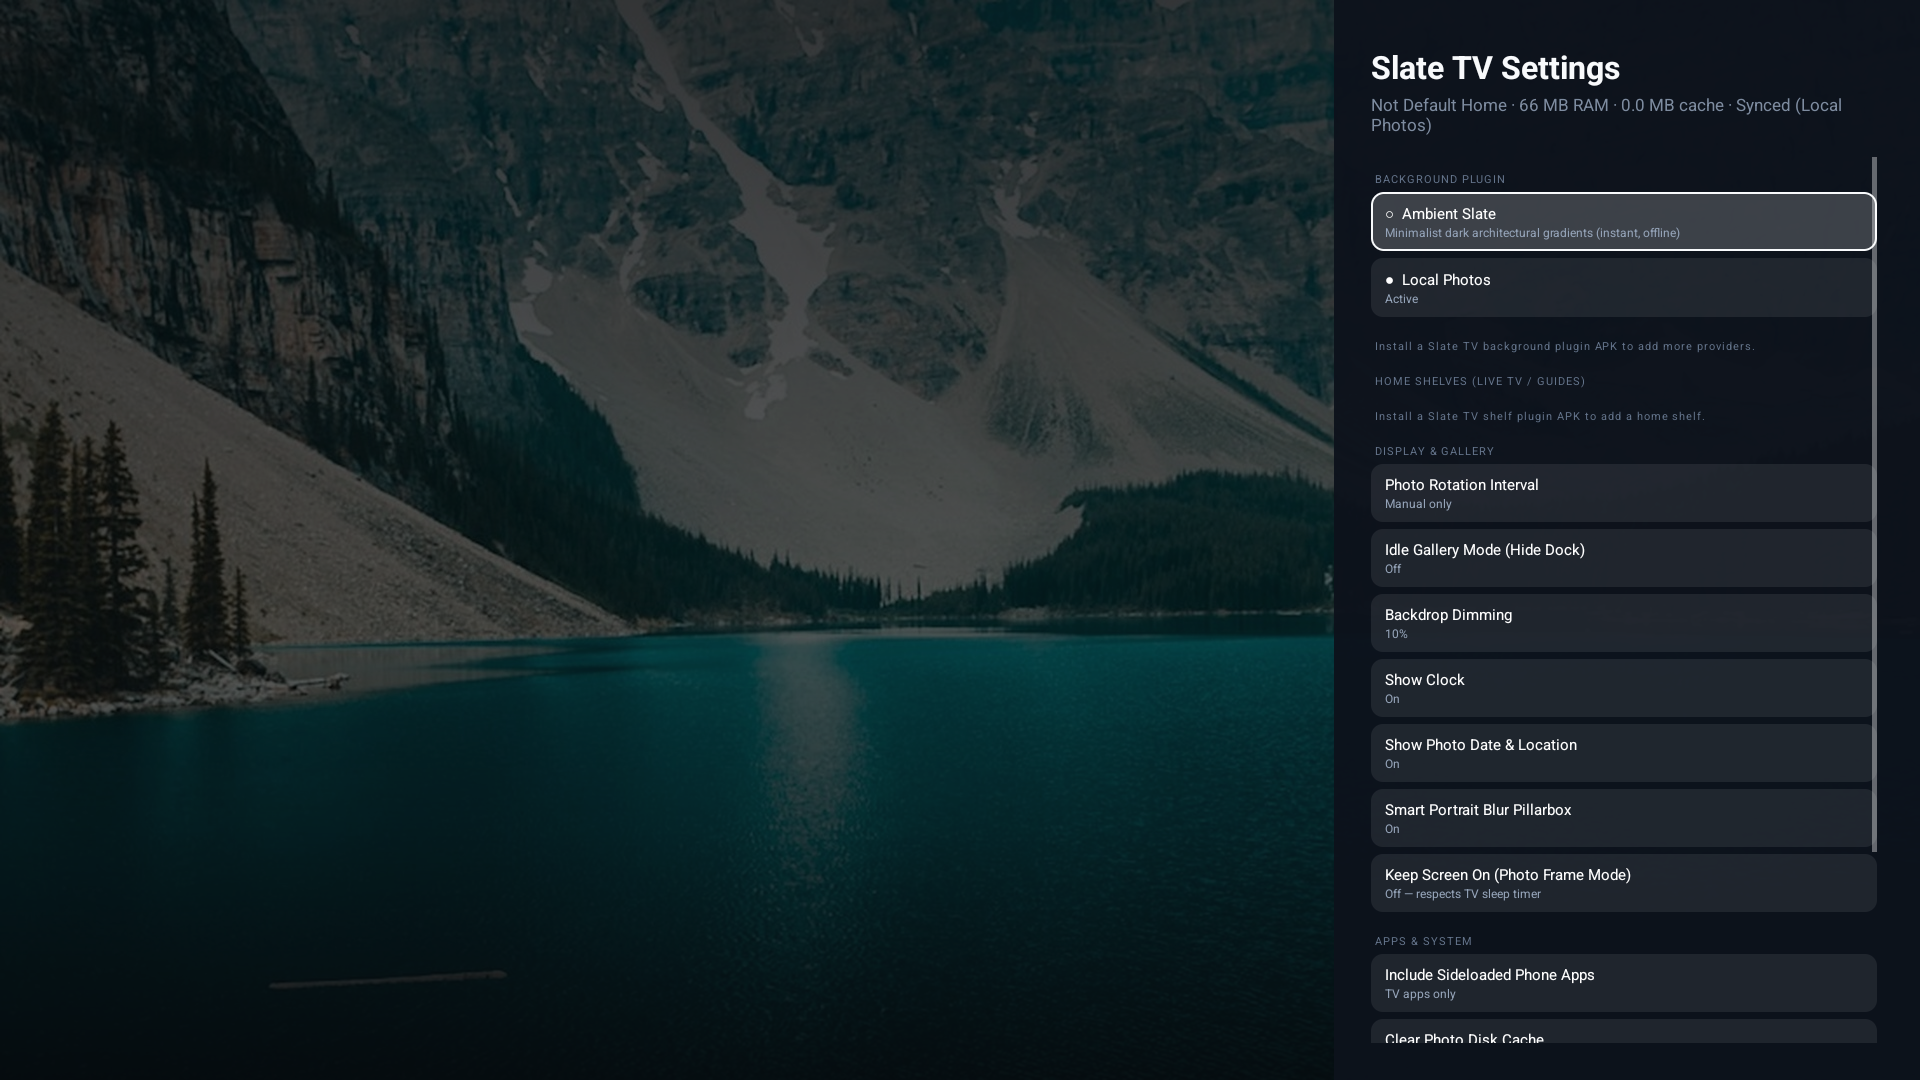 Slate TV Settings
Not Default Home · 66 MB RAM · 0.0 MB cache · Synced (Local
Photos)
BACKGROUND PLUGIN
○ Ambient Slate
Minimalist dark architectural gradients (instant, offline)
● Local Photos
Active
Install a Slate TV background plugin APK to add more providers.
HOME SHELVES (LIVE TV / GUIDES)
Install a Slate TV shelf plugin APK to add a home shelf.
DISPLAY & GALLERY
Photo Rotation Interval
Manual only
Idle Gallery Mode (Hide Dock)
Off
Backdrop Dimming
10%
Show Clock
On
Show Photo Date & Location
On
Smart Portrait Blur Pillarbox
On
Keep Screen On (Photo Frame Mode)
Off — respects TV sleep timer
APPS & SYSTEM
Include Sideloaded Phone Apps
TV apps only
Clear Photo Disk Cache